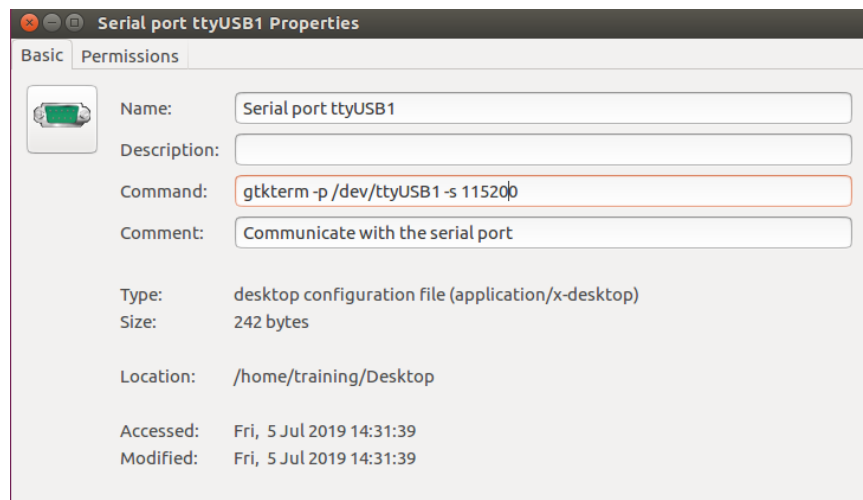 Serial port ttyUSB1 Properties
Basic Permissions
Name: Serial port ttyUSB1
Description:
Command: gtkterm -p /dev/ttyUSB1 -s 115200
Comment: Communicate with the serial port
Type: desktop configuration file (application/x-desktop)
Size: 242 bytes
Location: /home/training/Desktop
Accessed: Fri, 5 Jul 2019 14:31:39
Modified: Fri, 5 Jul 2019 14:31:39